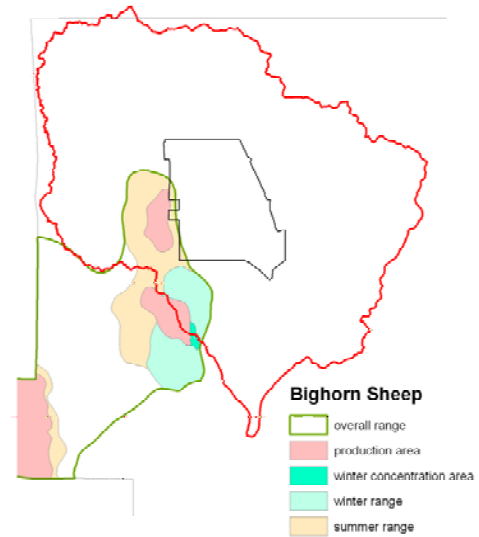 Bighorn Sheep
overall range
production area
winter concentration area
winter range
summer range